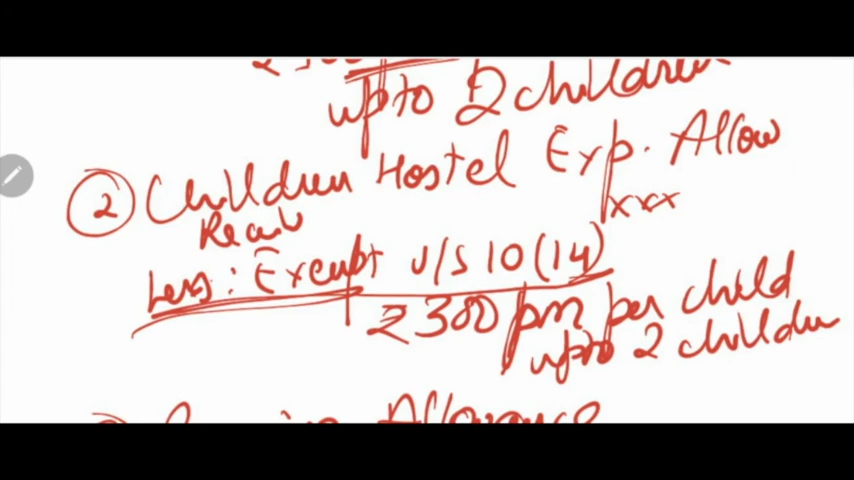 upto 2 children
② Children Hostel Exp. Allow
xxx
Less: Exempt U/S 10(14)
₹ 300 pm per child
upto 2 children
Allowance